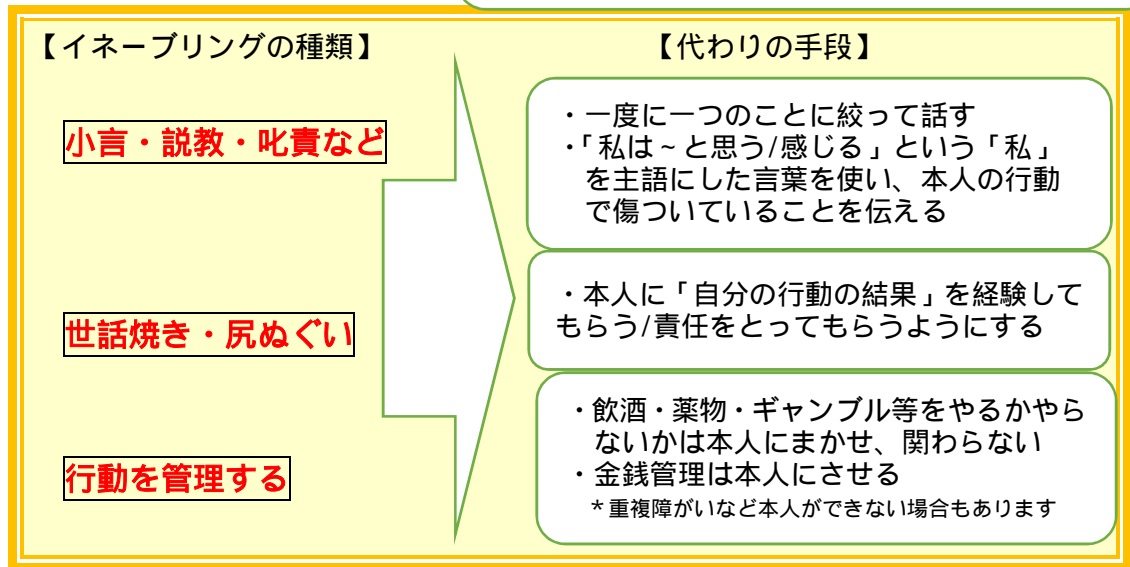 【イネーブリングの種類】
【代わりの手段】
小言・説教・叱責など
・一度に一つのことに絞って話す
・「私は～と思う/感じる」という「私」
を主語にした言葉を使い、本人の行動
で傷ついていることを伝える
世話焼き・尻ぬぐい
・本人に「自分の行動の結果」を経験して
もらう/責任をとってもらうようにする
行動を管理する
・飲酒・薬物・ギャンブル等をやるかやら
ないかは本人にまかせ、関わらない
・金銭管理は本人にさせる
*重複障がいなど本人ができない場合もあります